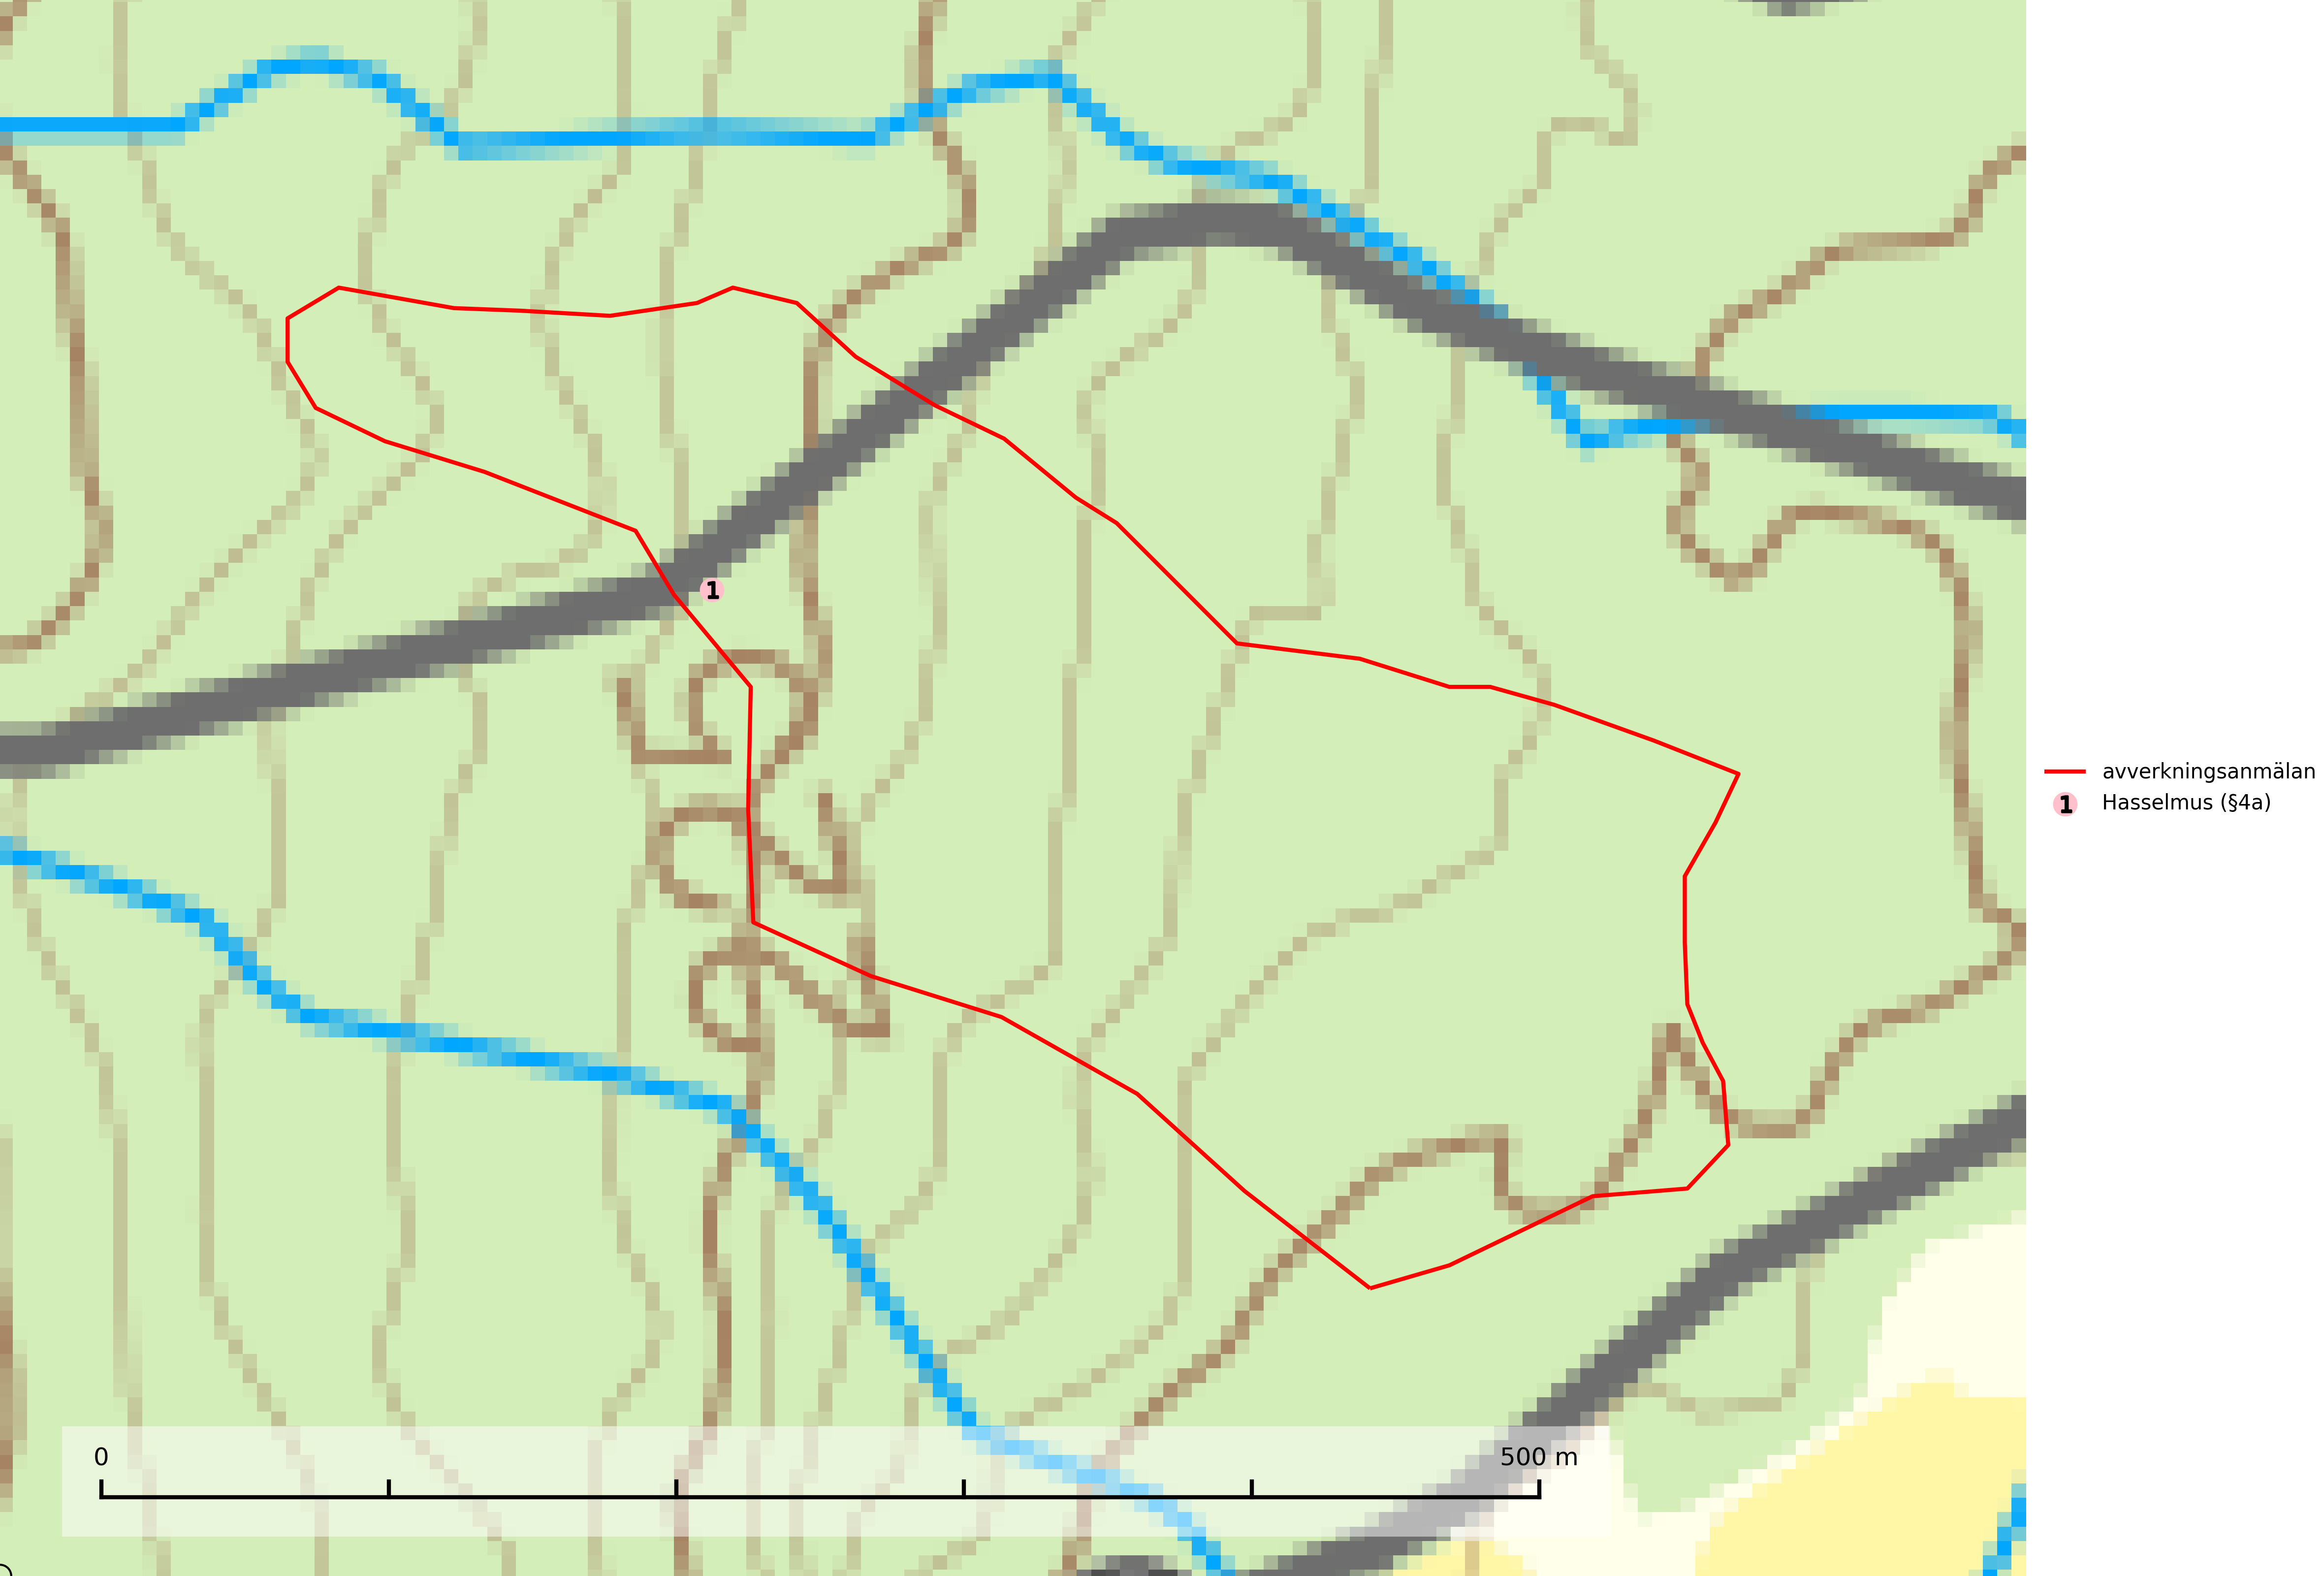 1
avverkningsanmälan
1 Hasselmus (§4a)
0 500 m